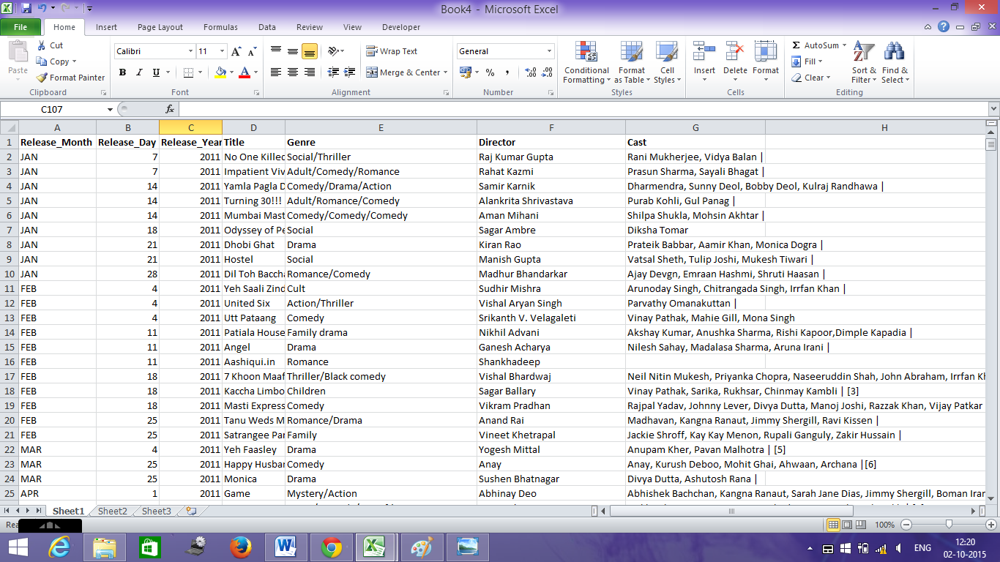 Book4 - Microsoft Excel
File Home Insert Page Layout Formulas Data Review View Developer
Paste Cut Copy Format Painter Clipboard
Calibri 11 B I U Font
Wrap Text Merge & Center Alignment
General % , Number
Conditional Formatting Format as Table Cell Styles Styles
Insert Delete Format Cells
AutoSum Fill Clear Sort & Filter Find & Select Editing
C107 fx
A B C D E F G H
1 Release_Month Release_Day Release_Year Title Genre Director Cast
2 JAN 7 2011 No One Killed Social/Thriller Raj Kumar Gupta Rani Mukherjee, Vidya Balan |
3 JAN 7 2011 Impatient Viv Adult/Comedy/Romance Rahat Kazmi Prasun Sharma, Sayali Bhagat |
4 JAN 14 2011 Yamla Pagla D Comedy/Drama/Action Samir Karnik Dharmendra, Sunny Deol, Bobby Deol, Kulraj Randhawa |
5 JAN 14 2011 Turning 30!!! Adult/Romance/Comedy Alankrita Shrivastava Purab Kohli, Gul Panag |
6 JAN 14 2011 Mumbai Mast Comedy/Comedy/Comedy Aman Mihani Shilpa Shukla, Mohsin Akhtar |
7 JAN 18 2011 Odyssey of Pe Social Sagar Ambre Diksha Tomar
8 JAN 21 2011 Dhobi Ghat Drama Kiran Rao Prateik Babbar, Aamir Khan, Monica Dogra |
9 JAN 21 2011 Hostel Social Manish Gupta Vatsal Sheth, Tulip Joshi, Mukesh Tiwari |
10 JAN 28 2011 Dil Toh Baccha Romance/Comedy Madhur Bhandarkar Ajay Devgn, Emraan Hashmi, Shruti Haasan |
11 FEB 4 2011 Yeh Saali Zind Cult Sudhir Mishra Arunoday Singh, Chitrangada Singh, Irrfan Khan |
12 FEB 4 2011 United Six Action/Thriller Vishal Aryan Singh Parvathy Omanakuttan |
13 FEB 4 2011 Utt Pataang Comedy Srikanth V. Velagaleti Vinay Pathak, Mahie Gill, Mona Singh
14 FEB 11 2011 Patiala House Family drama Nikhil Advani Akshay Kumar, Anushka Sharma, Rishi Kapoor,Dimple Kapadia |
15 FEB 11 2011 Angel Drama Ganesh Acharya Nilesh Sahay, Madalasa Sharma, Aruna Irani |
16 FEB 11 2011 Aashiqui.in Romance Shankhadeep
17 FEB 18 2011 7 Khoon Maaf Thriller/Black comedy Vishal Bhardwaj Neil Nitin Mukesh, Priyanka Chopra, Naseeruddin Shah, John Abraham, Irrfan Kh
18 FEB 18 2011 Kaccha Limbo Children Sagar Ballary Vinay Pathak, Sarika, Rukhsar, Chinmay Kambli | [3]
19 FEB 18 2011 Masti Express Comedy Vikram Pradhan Rajpal Yadav, Johnny Lever, Divya Dutta, Manoj Joshi, Razzak Khan, Vijay Patkar
20 FEB 25 2011 Tanu Weds M Romance/Drama Anand Rai Madhavan, Kangna Ranaut, Jimmy Shergill, Ravi Kissen |
21 FEB 25 2011 Satrangee Par Family Vineet Khetrapal Jackie Shroff, Kay Kay Menon, Rupali Ganguly, Zakir Hussain |
22 MAR 4 2011 Yeh Faasley Drama Yogesh Mittal Anupam Kher, Pavan Malhotra | [5]
23 MAR 25 2011 Happy Husban Comedy Anay Anay, Kurush Deboo, Mohit Ghai, Ahwaan, Archana |[6]
24 MAR 25 2011 Monica Drama Sushen Bhatnagar Divya Dutta, Ashutosh Rana |
25 APR 1 2011 Game Mystery/Action Abhinay Deo Abhishek Bachchan, Kangna Ranaut, Sarah Jane Dias, Jimmy Shergill, Boman Iran
Sheet1 Sheet2 Sheet3
Rea 100%
ENG 12:20
02-10-2015